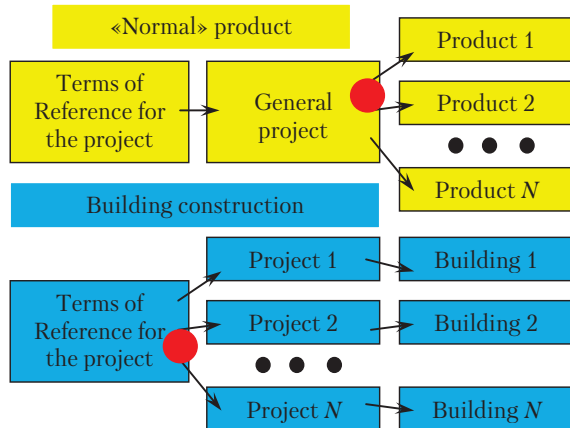 «Normal» product
Product 1
Terms of
Reference for
the project
General
project
Product 2
Product N
Building construction
Project 1
Building 1
Terms of
Reference for
the project
Project 2
Building 2
Project N
Building N